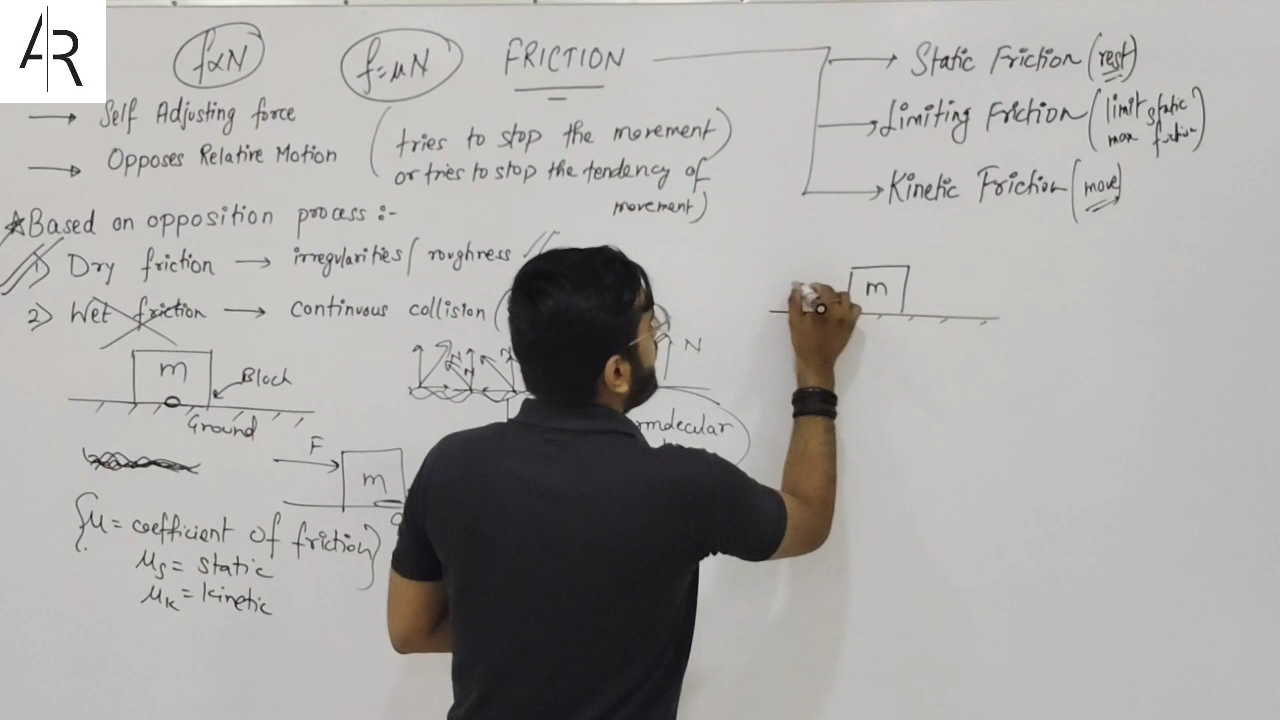 AR
f∝N
f=μN
FRICTION
→ Self Adjusting force
→ Opposes Relative Motion
(tries to stop the movement
or tries to stop the tendency of
movement)
→ Static Friction (rest)
→ Limiting Friction (limit static
max friction)
→ Kinetic Friction (move)
☆Based on opposition process :-
1) Dry friction → irregularities/ roughness
2) Wet friction → continuous collision (
m
Block
Ground
N
F
m
{μ = coefficient of friction}
μs = static
μk = kinetic
m